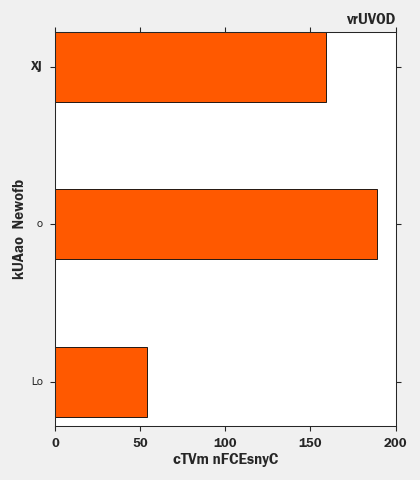 vrUVOD
XJ
o
Lo
kUAao Newofb
0 50 100 150 200
cTVm nFCEsnyC